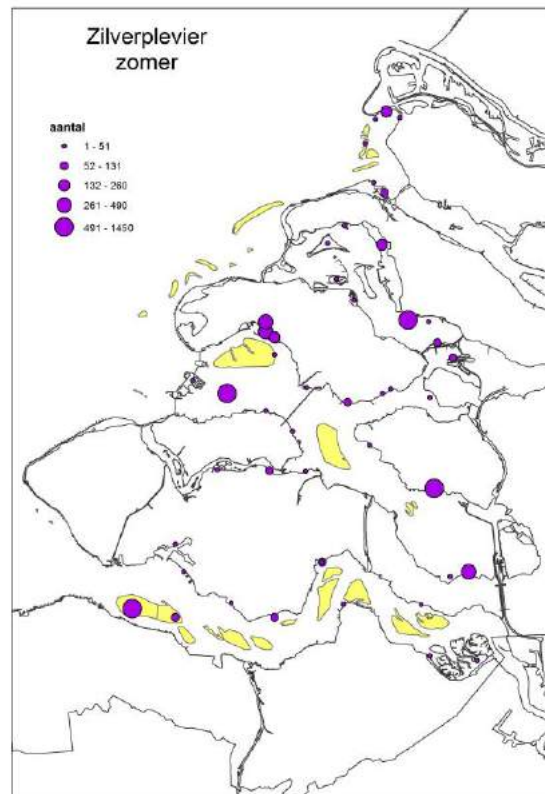 Zilverplevier
zomer
aantal
1 - 51
52 - 131
132 - 260
261 - 490
491 - 1450